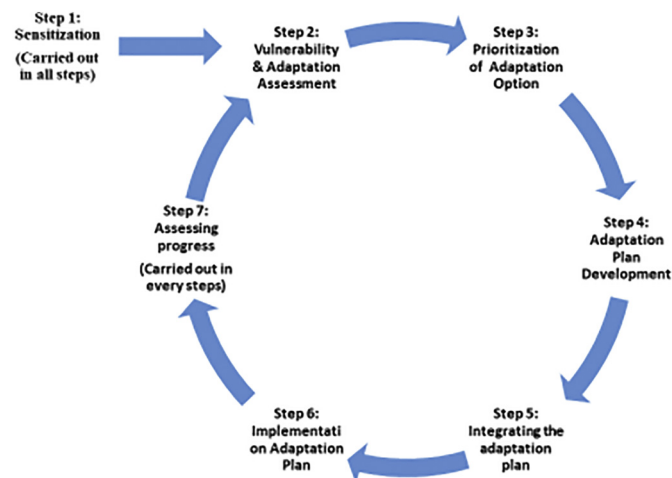 Step 1:
Sensitization
(Carried out
in all steps)
Step 2:
Vulnerability
& Adaptation
Assessment
Step 3:
Prioritization
of Adaptation
Option
Step 4:
Adaptation
Plan
Development
Step 5:
Integrating the
adaptation
plan
Step 6:
Implementati
on Adaptation
Plan
Step 7:
Assessing
progress
(Carried out in
every steps)